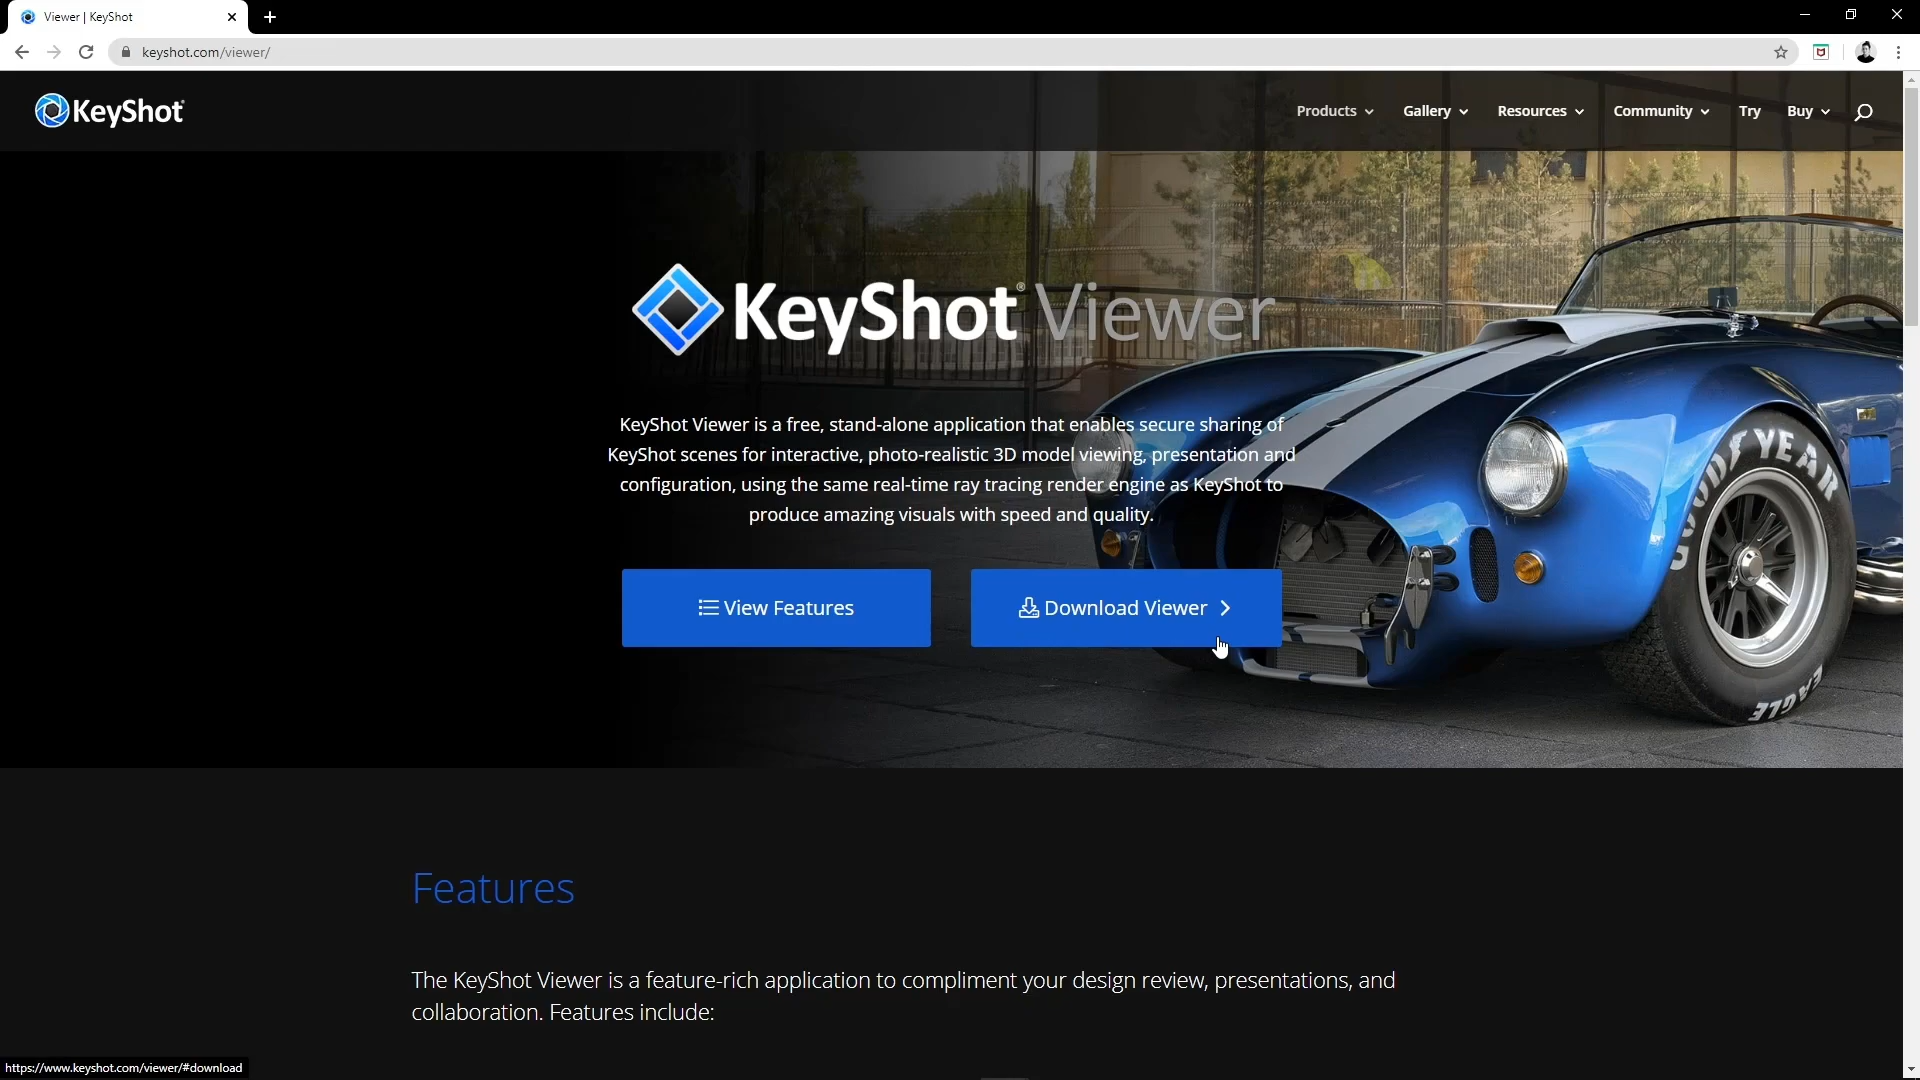 Viewer | KeyShot
keyshot.com/viewer/
KeyShot
Products
Gallery
Resources
Community
Try
Buy
KeyShot® Viewer
KeyShot Viewer is a free, stand-alone application that enables secure sharing of
KeyShot scenes for interactive, photo-realistic 3D model viewing, presentation and
configuration, using the same real-time ray tracing render engine as KeyShot to
produce amazing visuals with speed and quality.
View Features
Download Viewer
GOODYEAR
EAGLE
Features
The KeyShot Viewer is a feature-rich application to compliment your design review, presentations, and
collaboration. Features include:
https://www.keyshot.com/viewer/#download